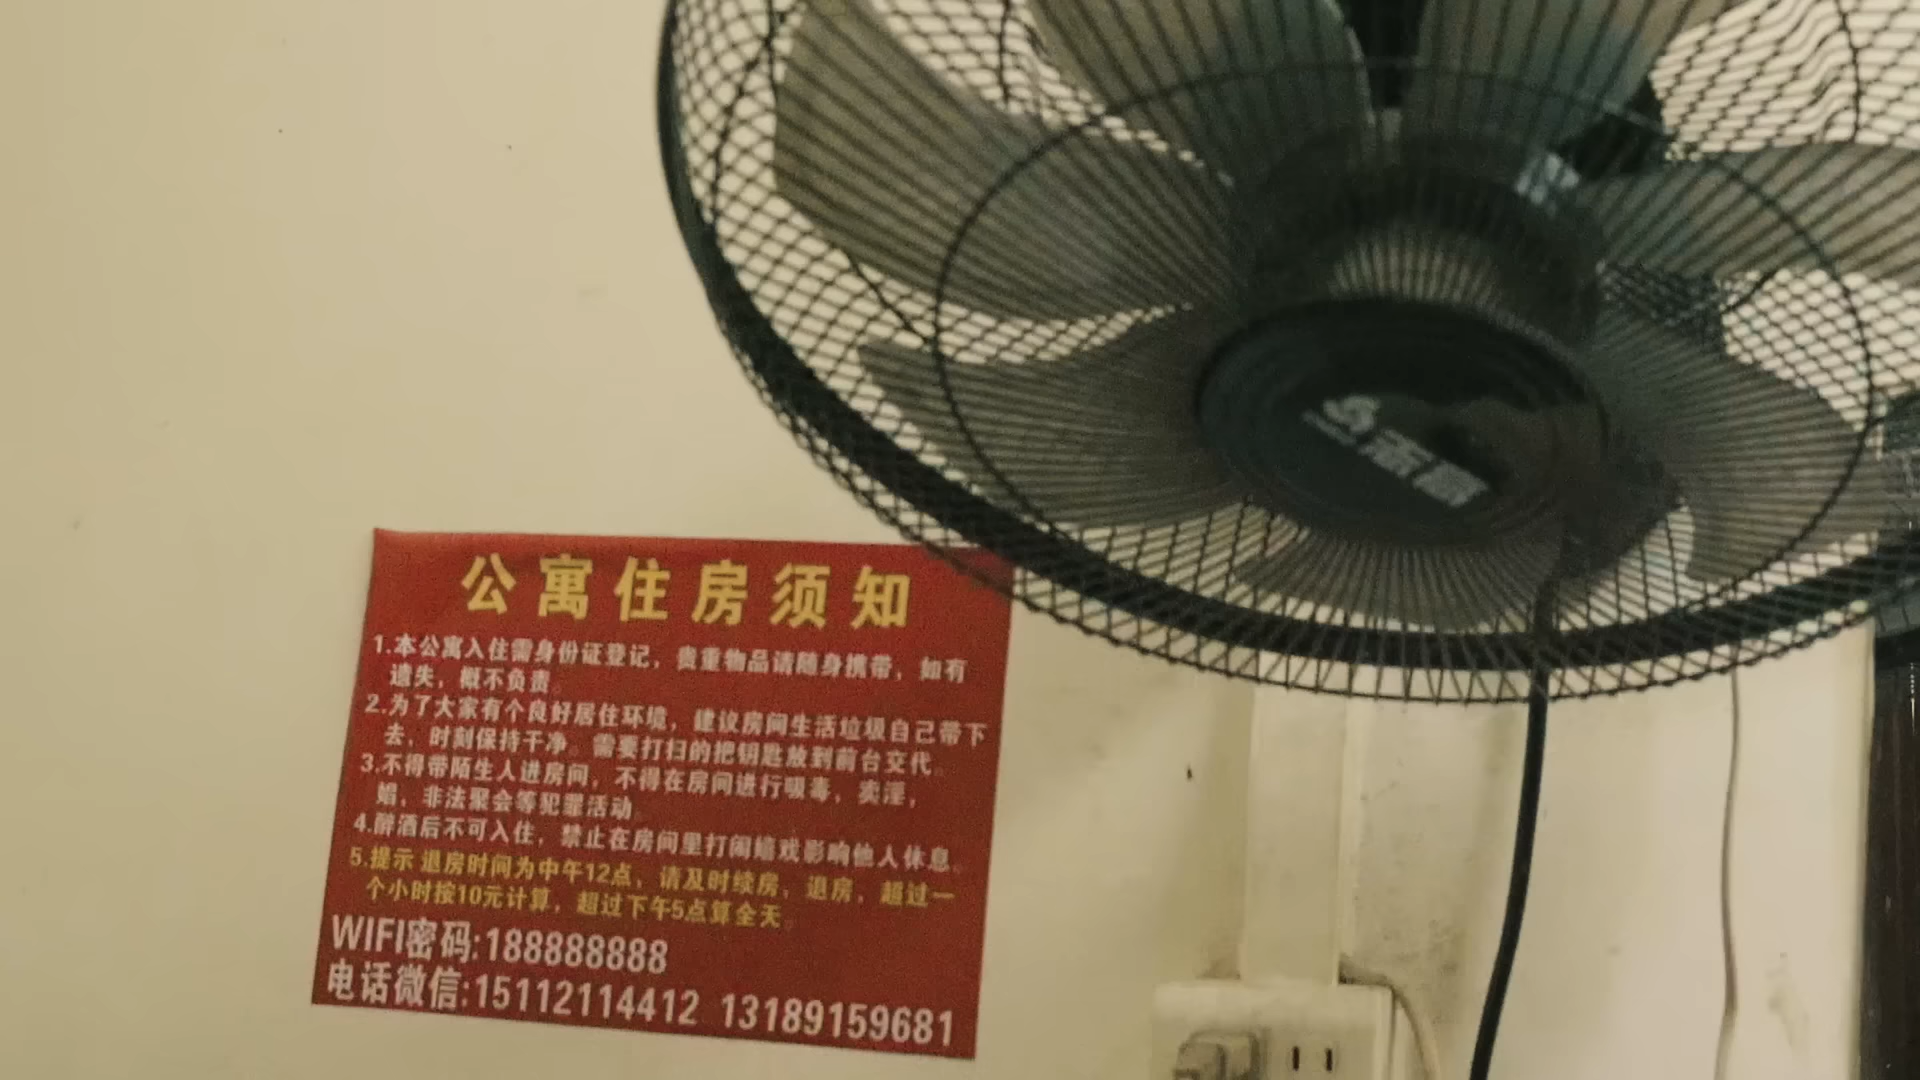 公寓住房须知
1.本公寓入住需身份证登记，贵重物品请随身携带，如有
遗失，概不负责。
2.为了大家有个良好居住环境，建议房间生活垃圾自己带下
去，时刻保持干净。需要打扫的把钥匙放到前台交代。
3.不得带陌生人进房间，不得在房间进行吸毒，卖淫，
娼，非法聚会等犯罪活动。
4.醉酒后不可入住，禁止在房间里打闹嬉戏影响他人休息。
5.提示 退房时间为中午12点，请及时续房，退房，超过一
个小时按10元计算，超过下午5点算全天。
WIFI密码:188888888
电话微信:15112114412 13189159681